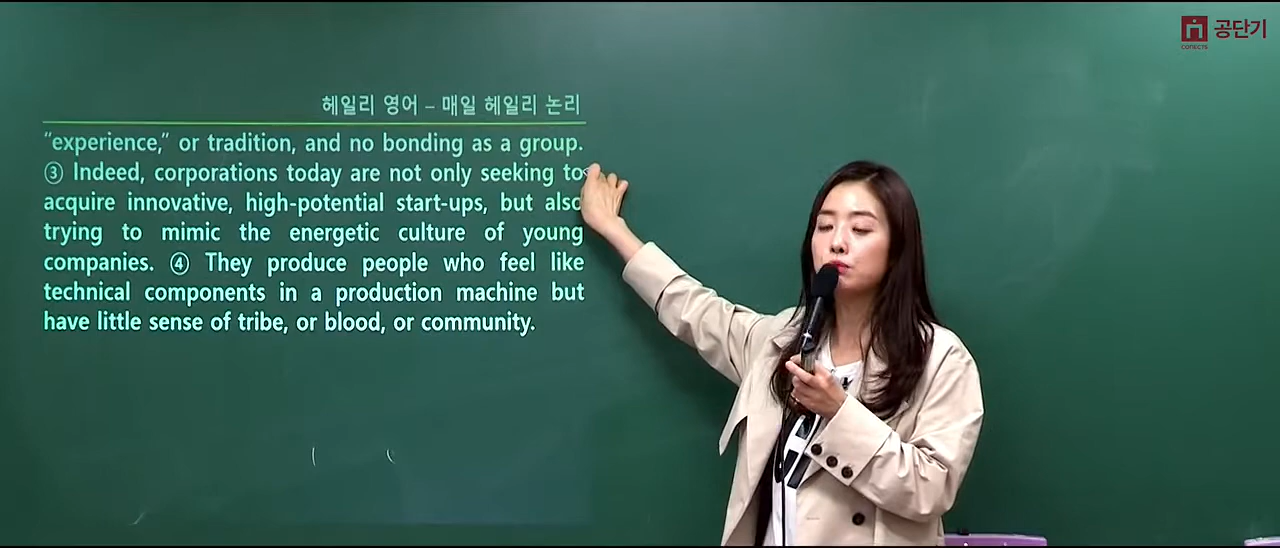 공단기
CONECTS
헤일리 영어 – 매일 헤일리 논리
“experience,” or tradition, and no bonding as a group.
③ Indeed, corporations today are not only seeking to
acquire innovative, high-potential start-ups, but also
trying to mimic the energetic culture of young
companies. ④ They produce people who feel like
technical components in a production machine but
have little sense of tribe, or blood, or community.